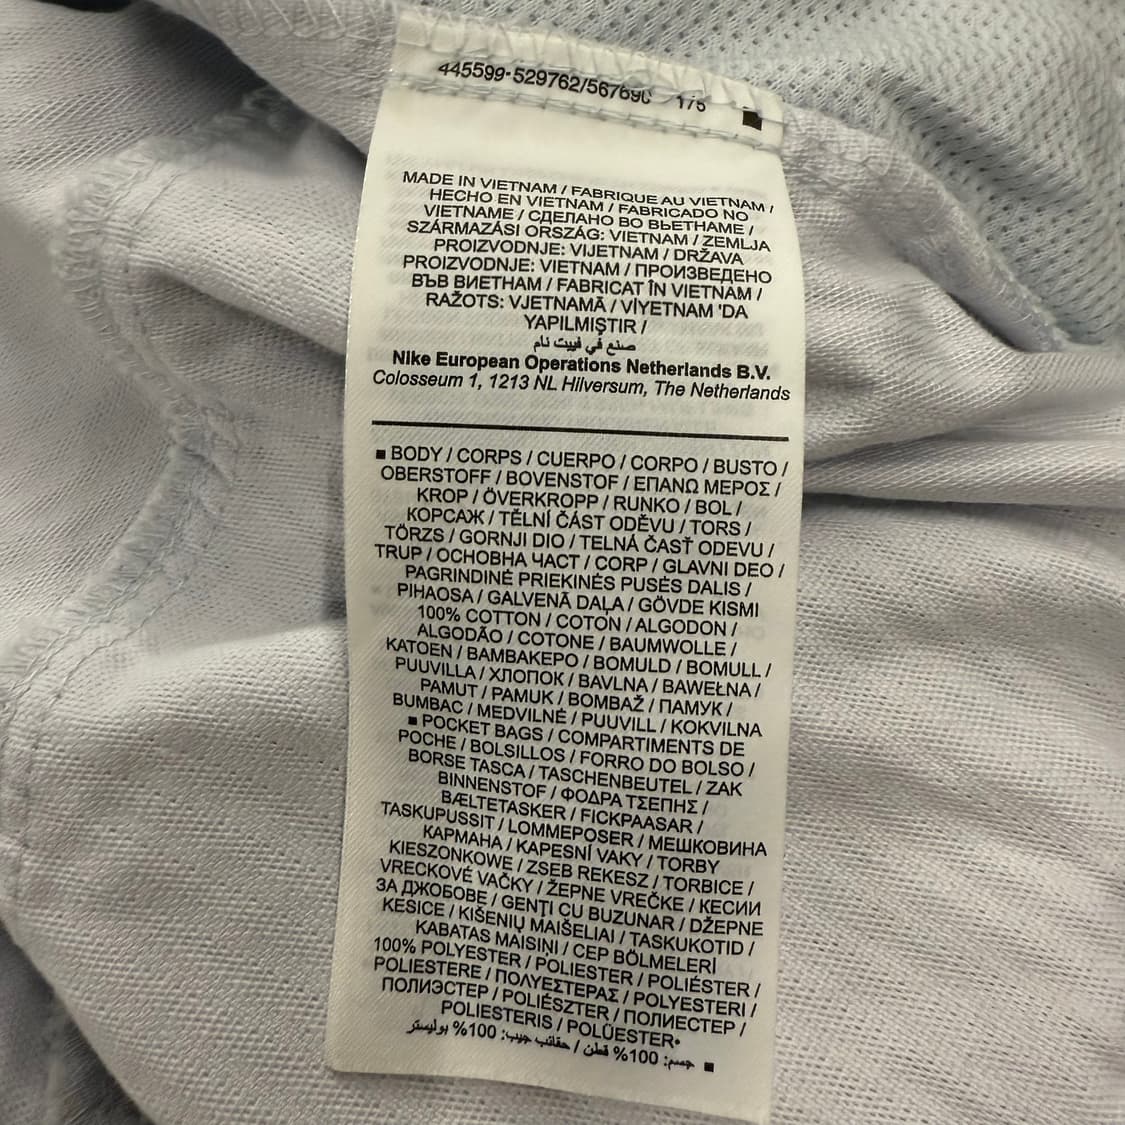 445599-529762/567690 175
MADE IN VIETNAM / FABRIQUE AU VIETNAM /
HECHO EN VIETNAM / FABRICADO NO
VIETNAME / СДЕЛАНО ВО ВЬЕТНАМЕ /
SZÁRMAZÁSI ORSZÁG: VIETNAM / ZEMLJA
PROIZVODNJE: VIJETNAM / DRŽAVA
PROIZVODNJE: VIETNAM / ПРОИЗВЕДЕНО
ВЪВ ВИЕТНАМ / FABRICAT ÎN VIETNAM /
RAŽOTS: VJETNAMĀ / VİYETNAM 'DA
YAPILMIŞTIR /
صنع في فييت نام
Nike European Operations Netherlands B.V.
Colosseum 1, 1213 NL Hilversum, The Netherlands
■ BODY / CORPS / CUERPO / CORPO / BUSTO /
OBERSTOFF / BOVENSTOF / ΕΠΑΝΩ ΜΕΡΟΣ /
KROP / ÖVERKROPP / RUNKO / BOL /
КОРСАЖ / TĚLNÍ ČÁST ODĚVU / TORS /
TÖRZS / GORNJI DIO / TELNÁ ČASŤ ODEVU /
TRUP / ОСНОВНА ЧАСТ / CORP / GLAVNI DEO /
PAGRINDINĖ PRIEKINĖS PUSĖS DALIS /
PIHAOSA / GALVENĀ DAĻA / GÖVDE KISMI
100% COTTON / COTON / ALGODON /
ALGODÃO / COTONE / BAUMWOLLE /
KATOEN / ΒΑΜΒΑΚΕΡΟ / BOMULD / BOMULL /
PUUVILLA / ХЛОПОК / BAVLNA / BAWEŁNA /
PAMUT / PAMUK / BOMBAŽ / ПАМУК /
BUMBAC / MEDVILNĖ / PUUVILL / KOKVILNA
■ POCKET BAGS / COMPARTIMENTS DE
POCHE / BOLSILLOS / FORRO DO BOLSO /
BORSE TASCA / TASCHENBEUTEL / ZAK
BINNENSTOF / ΦΟΔΡΑ ΤΣΕΠΗΣ /
BÆLTETASKER / FICKPAASAR /
TASKUPUSSIT / LOMMEPOSER / МЕШКОВИНА
КАРМАНА / KAPESNÍ VAKY / TORBY
KIESZONKOWE / ZSEB REKESZ / TORBICE /
VRECKOVÉ VAČKY / ŽEPNE VREČKE / КЕСИИ
ЗА ДЖОБОВЕ / GENȚI CU BUZUNAR / DŽEPNE
KESICE / KIŠENIŲ MAIŠELIAI / TASKUKOTID /
KABATAS MAISIŅI / CEP BÖLMELERİ
100% POLYESTER / POLIESTER / POLIÉSTER /
POLIESTERE / ΠΟΛΥΕΣΤΕΡΑΣ / POLYESTERI /
ПОЛИЭСТЕР / POLIÉSZTER / ПОЛИЕСТЕР /
POLIESTERIS / POLÜESTER•
■ جسم: 100% قطن / حقائب جيب: 100% بوليستر